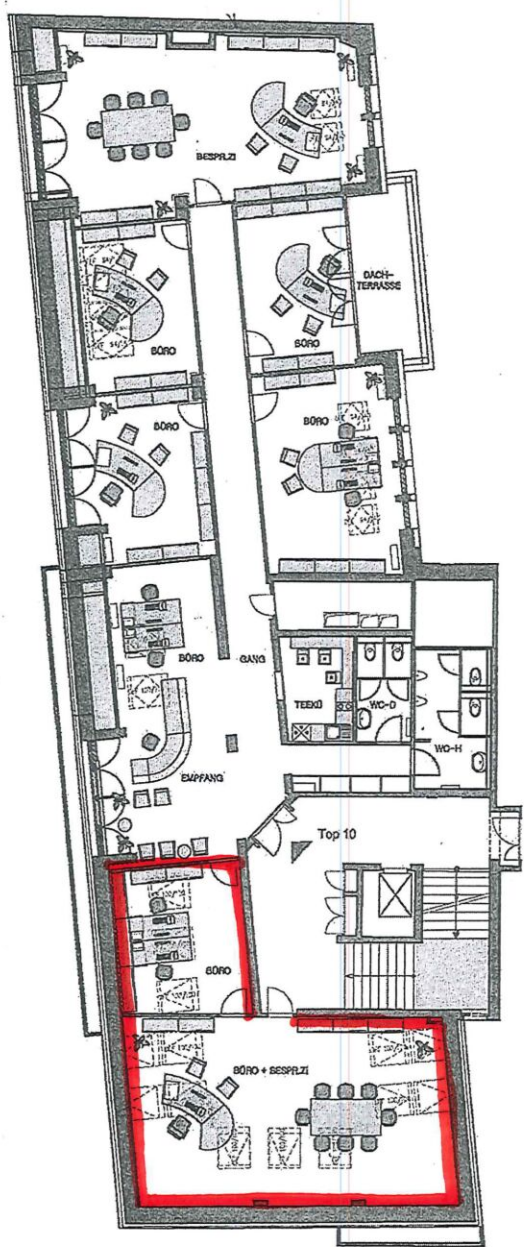 BESPR.ZI
DACH-
TERRASSE
BÜRO
BÜRO
BÜRO
BÜRO
BÜRO
GANG
TEEKÜ
WC-D
WC-H
EMPFANG
Top 10
BÜRO
BÜRO + BESPR.ZI